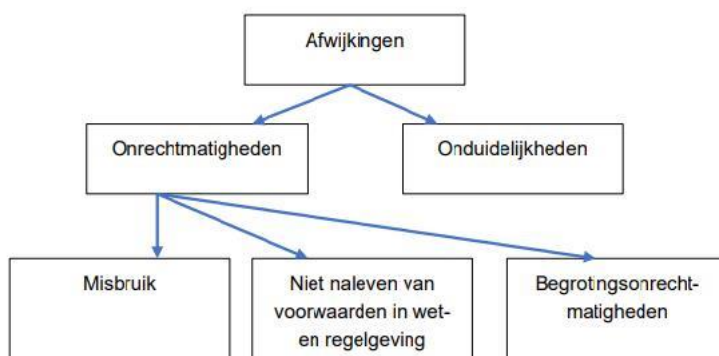 Afwijkingen
Onrechtmatigheden
Onduidelijkheden
Misbruik
Niet naleven van
voorwaarden in wet-
en regelgeving
Begrotingsonrecht-
matigheden